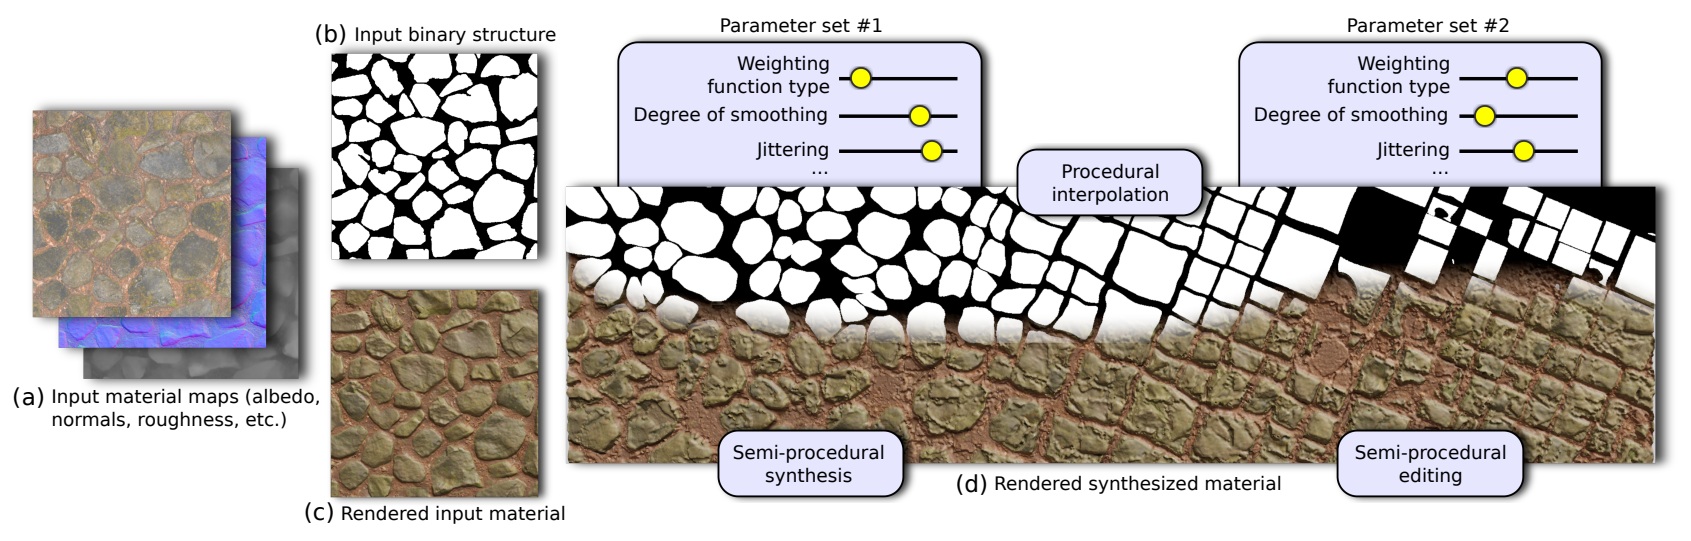 (b) Input binary structure
Parameter set #1
Weighting
function type
Degree of smoothing
Jittering
...
Parameter set #2
Weighting
function type
Degree of smoothing
Jittering
...
Procedural
interpolation
(a) Input material maps (albedo,
normals, roughness, etc.)
Semi-procedural
synthesis
Semi-procedural
editing
(d) Rendered synthesized material
(c) Rendered input material